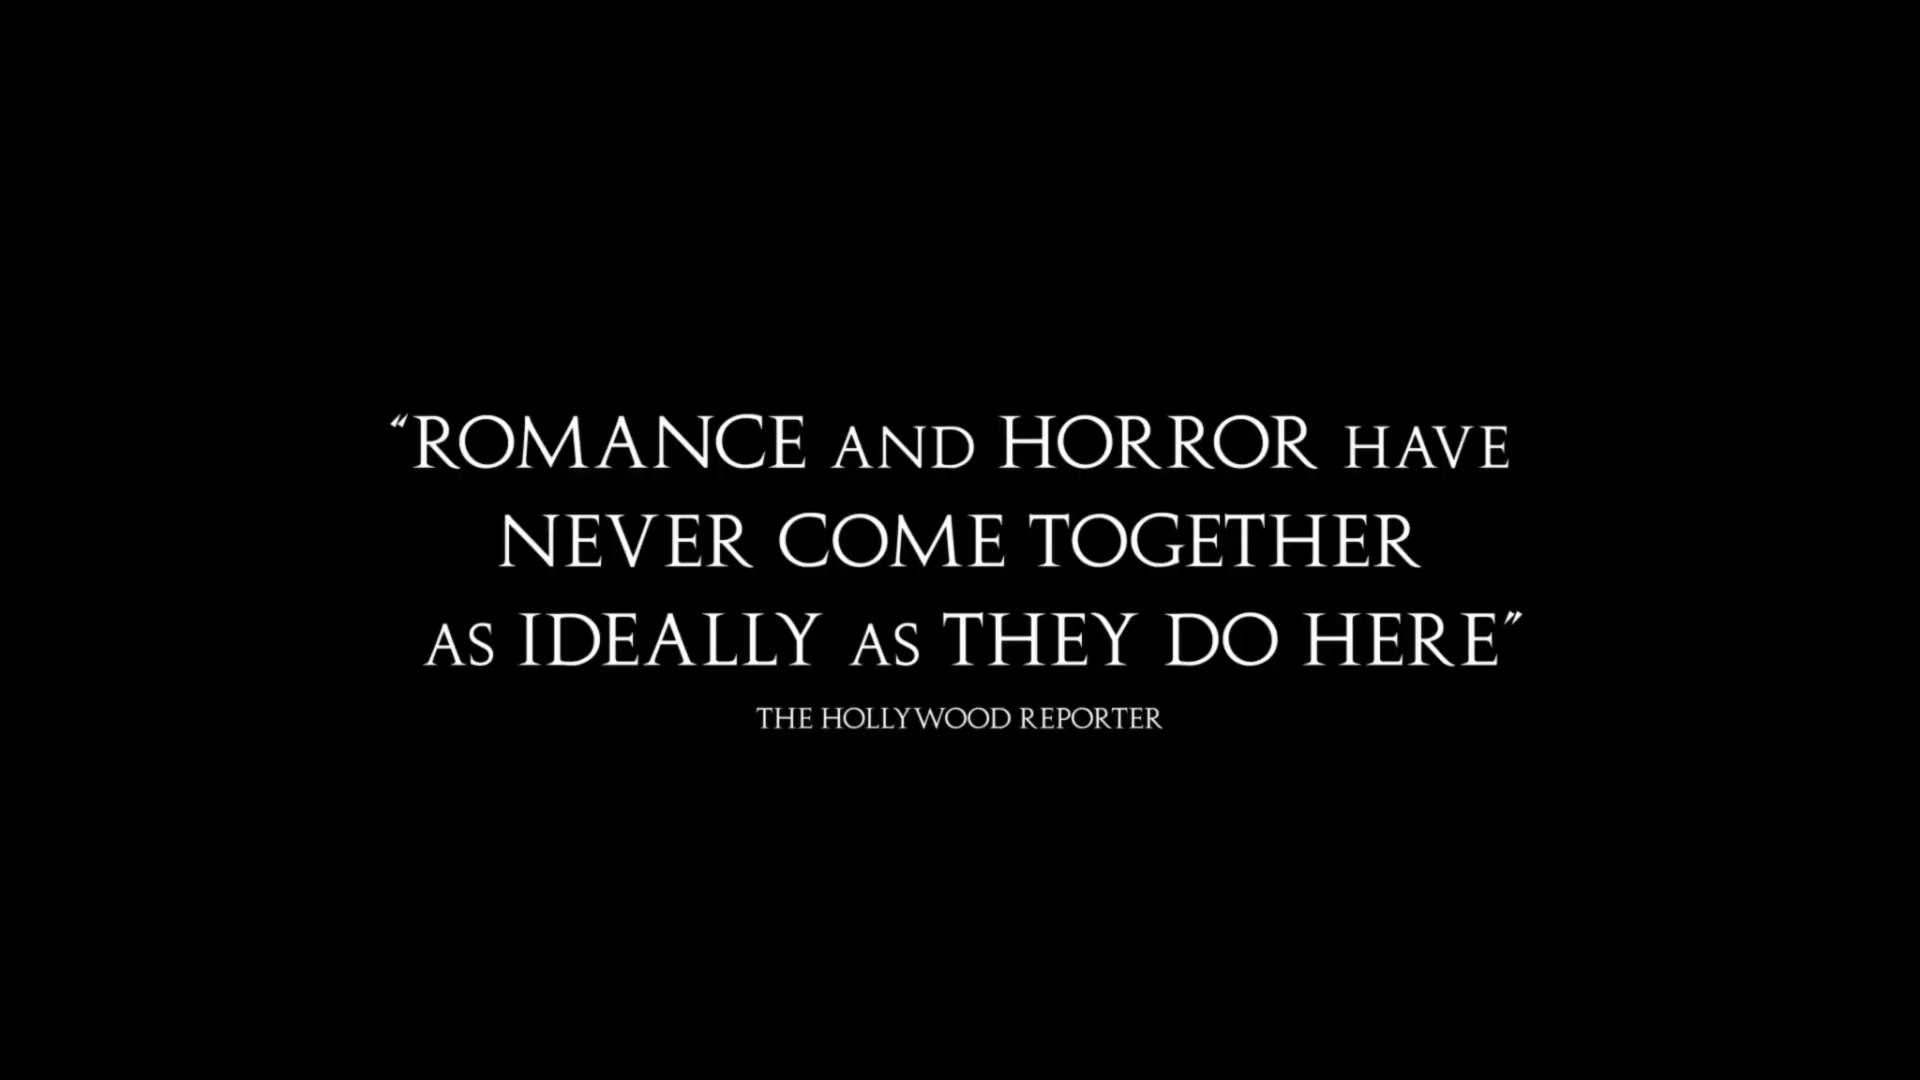 “ROMANCE AND HORROR HAVE
NEVER COME TOGETHER
AS IDEALLY AS THEY DO HERE”
THE HOLLYWOOD REPORTER